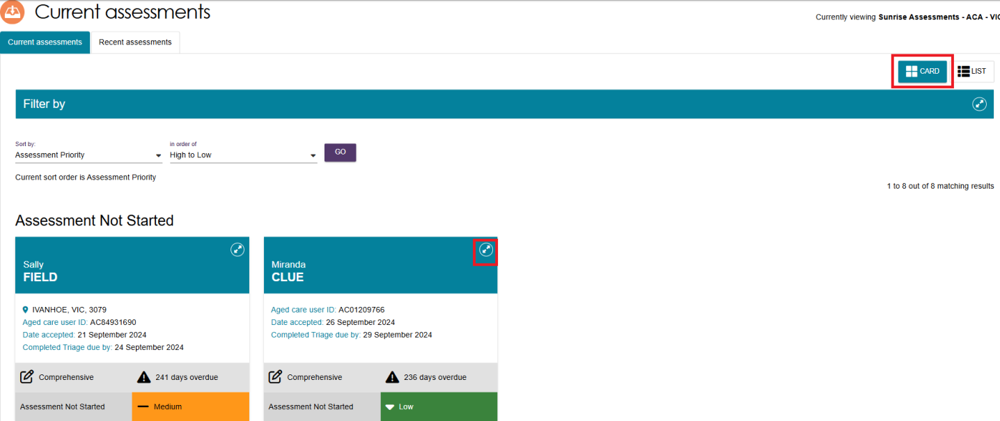 Current assessments
Currently viewing Sunrise Assessments - ACA - VIC
Current assessments
Recent assessments
CARD
LIST
Filter by
Sort by:
in order of
Assessment Priority
High to Low
GO
Current sort order is Assessment Priority
1 to 8 out of 8 matching results
Assessment Not Started
Sally
FIELD
IVANHOE, VIC, 3079
Aged care user ID: AC84931690
Date accepted: 21 September 2024
Completed Triage due by: 24 September 2024
Comprehensive
241 days overdue
Assessment Not Started
Medium
Miranda
CLUE
Aged care user ID: AC01209766
Date accepted: 26 September 2024
Completed Triage due by: 29 September 2024
Comprehensive
236 days overdue
Assessment Not Started
Low